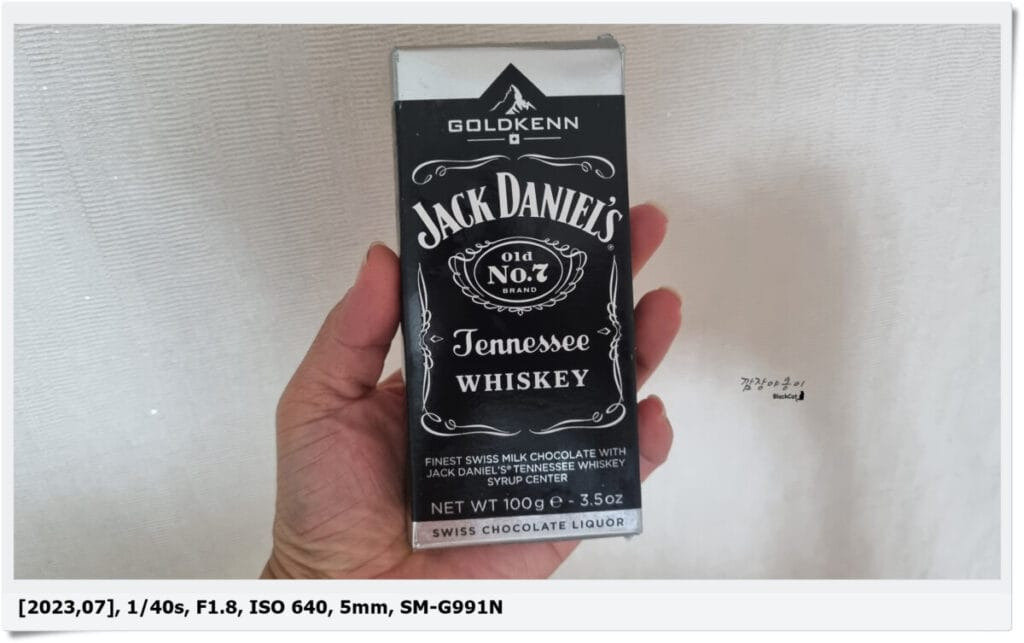 GOLDKENN
JACK DANIEL'S®
Old
No.7
BRAND
Tennessee
WHISKEY
FINEST SWISS MILK CHOCOLATE WITH
JACK DANIEL'S® TENNESSEE WHISKEY
SYRUP CENTER
NET WT 100g ℮ - 3.5oz
SWISS CHOCOLATE LIQUOR
깜장야옹이
BlackCat
[2023,07], 1/40s, F1.8, ISO 640, 5mm, SM-G991N